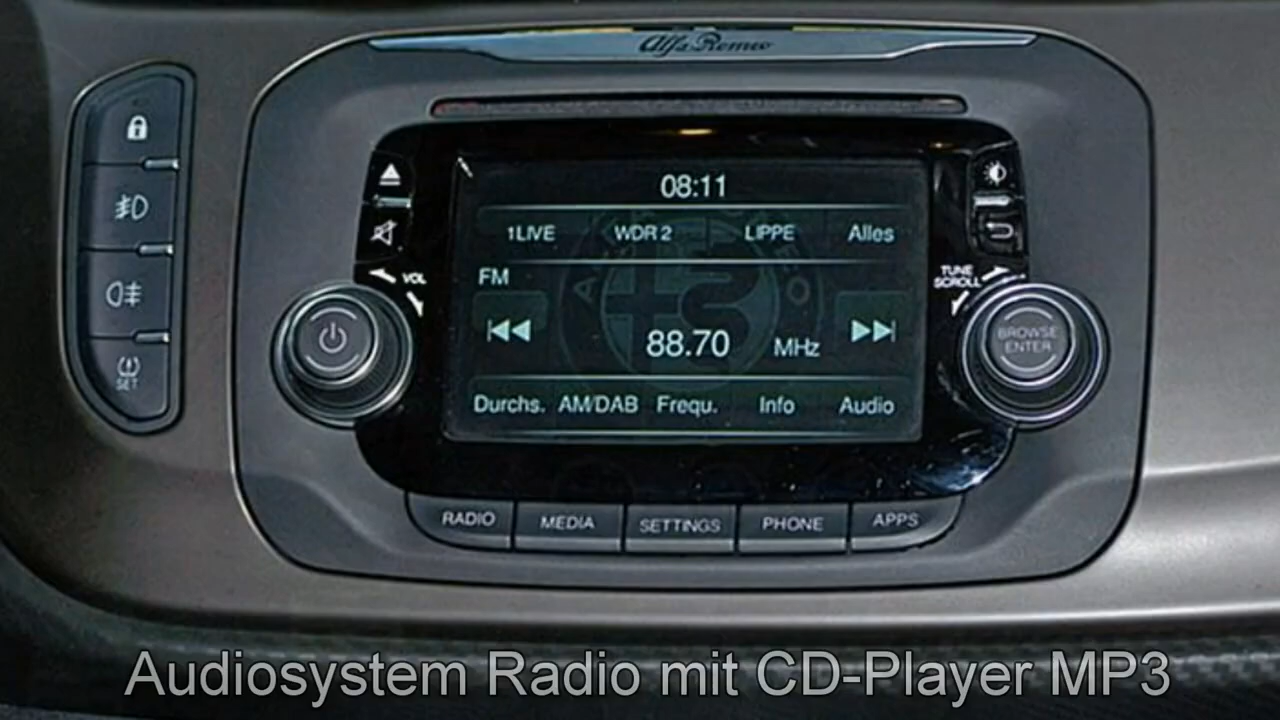 Alfa Romeo
08:11
1LIVE WDR 2 LIPPE Alles
FM
VOL
TUNE
SCROLL
88.70 MHz
BROWSE
ENTER
SET
Durchs. AM/DAB Frequ. Info Audio
RADIO MEDIA SETTINGS PHONE APPS
Audiosystem Radio mit CD-Player MP3